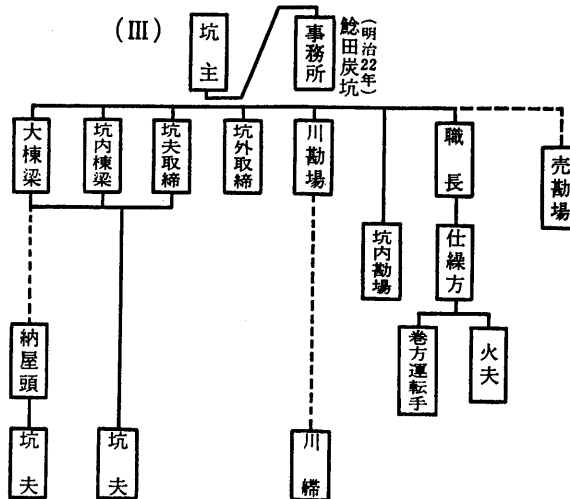 (III)
坑主
事務所
鯰田炭坑
(明治22年)
大棟梁
坑内棟梁
坑夫取締
坑外取締
川勘場
坑内勘場
職長
売勘場
仕繰方
巻方運転手
火夫
納屋頭
坑夫
坑夫
川締